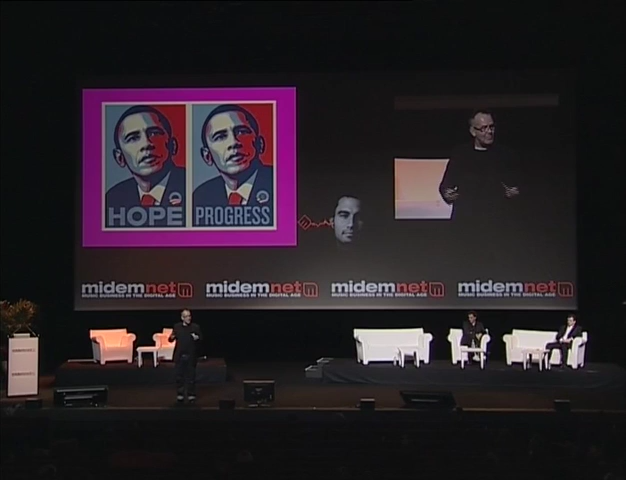 HOPE
PROGRESS
midemnet midemnet midemnet midemnet
MUSIC BUSINESS IN THE DIGITAL AGE MUSIC BUSINESS IN THE DIGITAL AGE MUSIC BUSINESS IN THE DIGITAL AGE MUSIC BUSINESS IN THE DIGITAL AGE